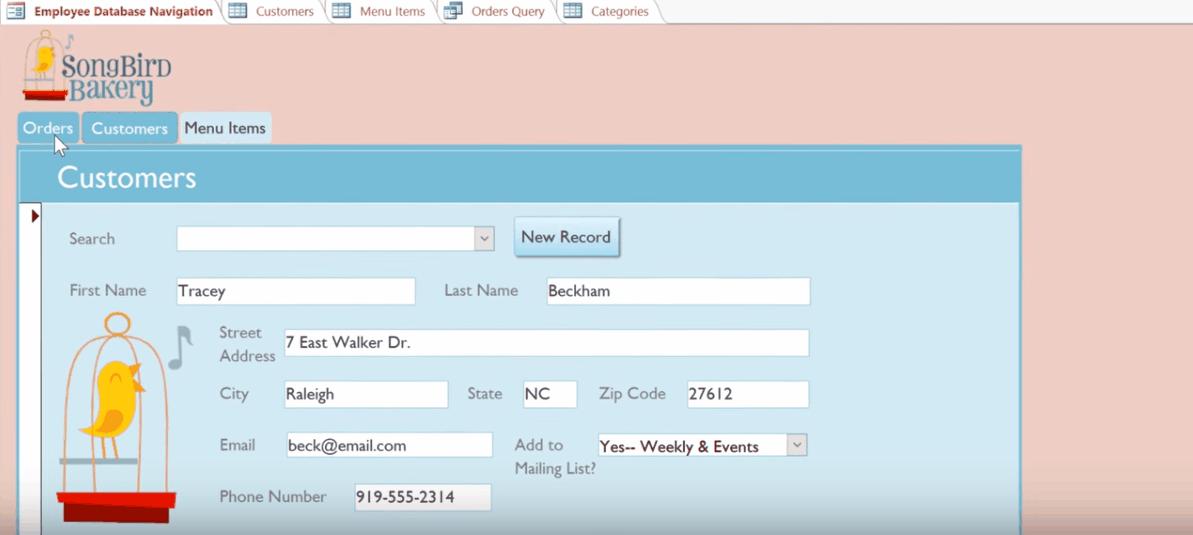 Employee Database Navigation Customers Menu Items Orders Query Categories
SongBird
Bakery
Orders Customers Menu Items
Customers
Search New Record
First Name Tracey Last Name Beckham
Street
Address 7 East Walker Dr.
City Raleigh State NC Zip Code 27612
Email beck@email.com Add to
Mailing List? Yes-- Weekly & Events
Phone Number 919-555-2314